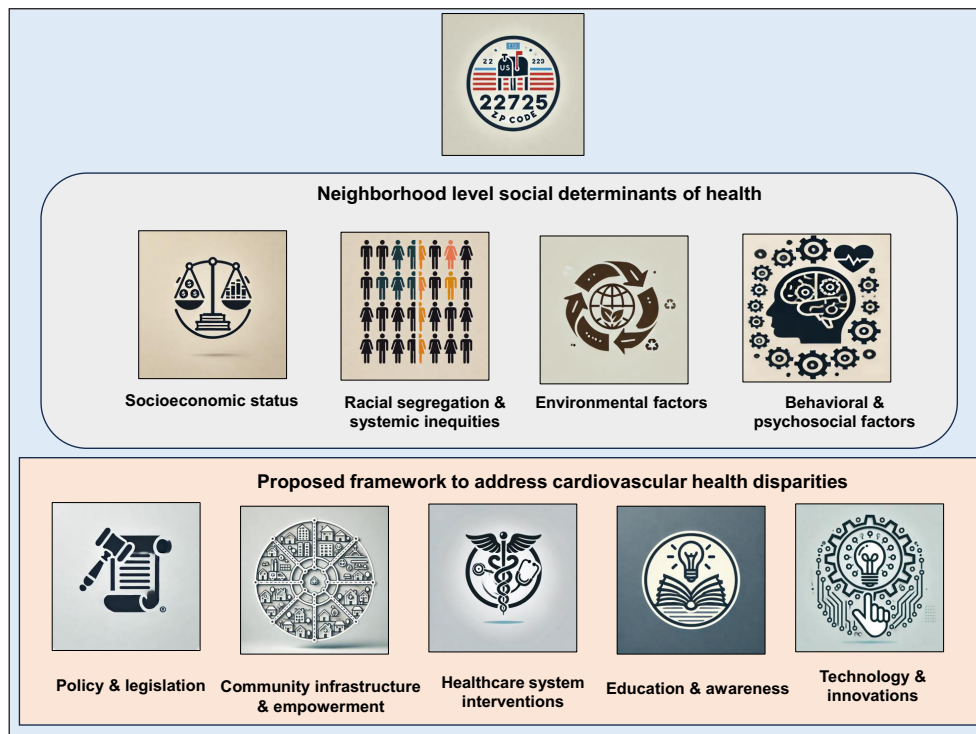 US
22725
ZP CODE
Neighborhood level social determinants of health
Socioeconomic status
Racial segregation &
systemic inequities
Environmental factors
Behavioral &
psychosocial factors
Proposed framework to address cardiovascular health disparities
Policy & legislation
Community infrastructure
& empowerment
Healthcare system
interventions
Education & awareness
Technology &
innovations